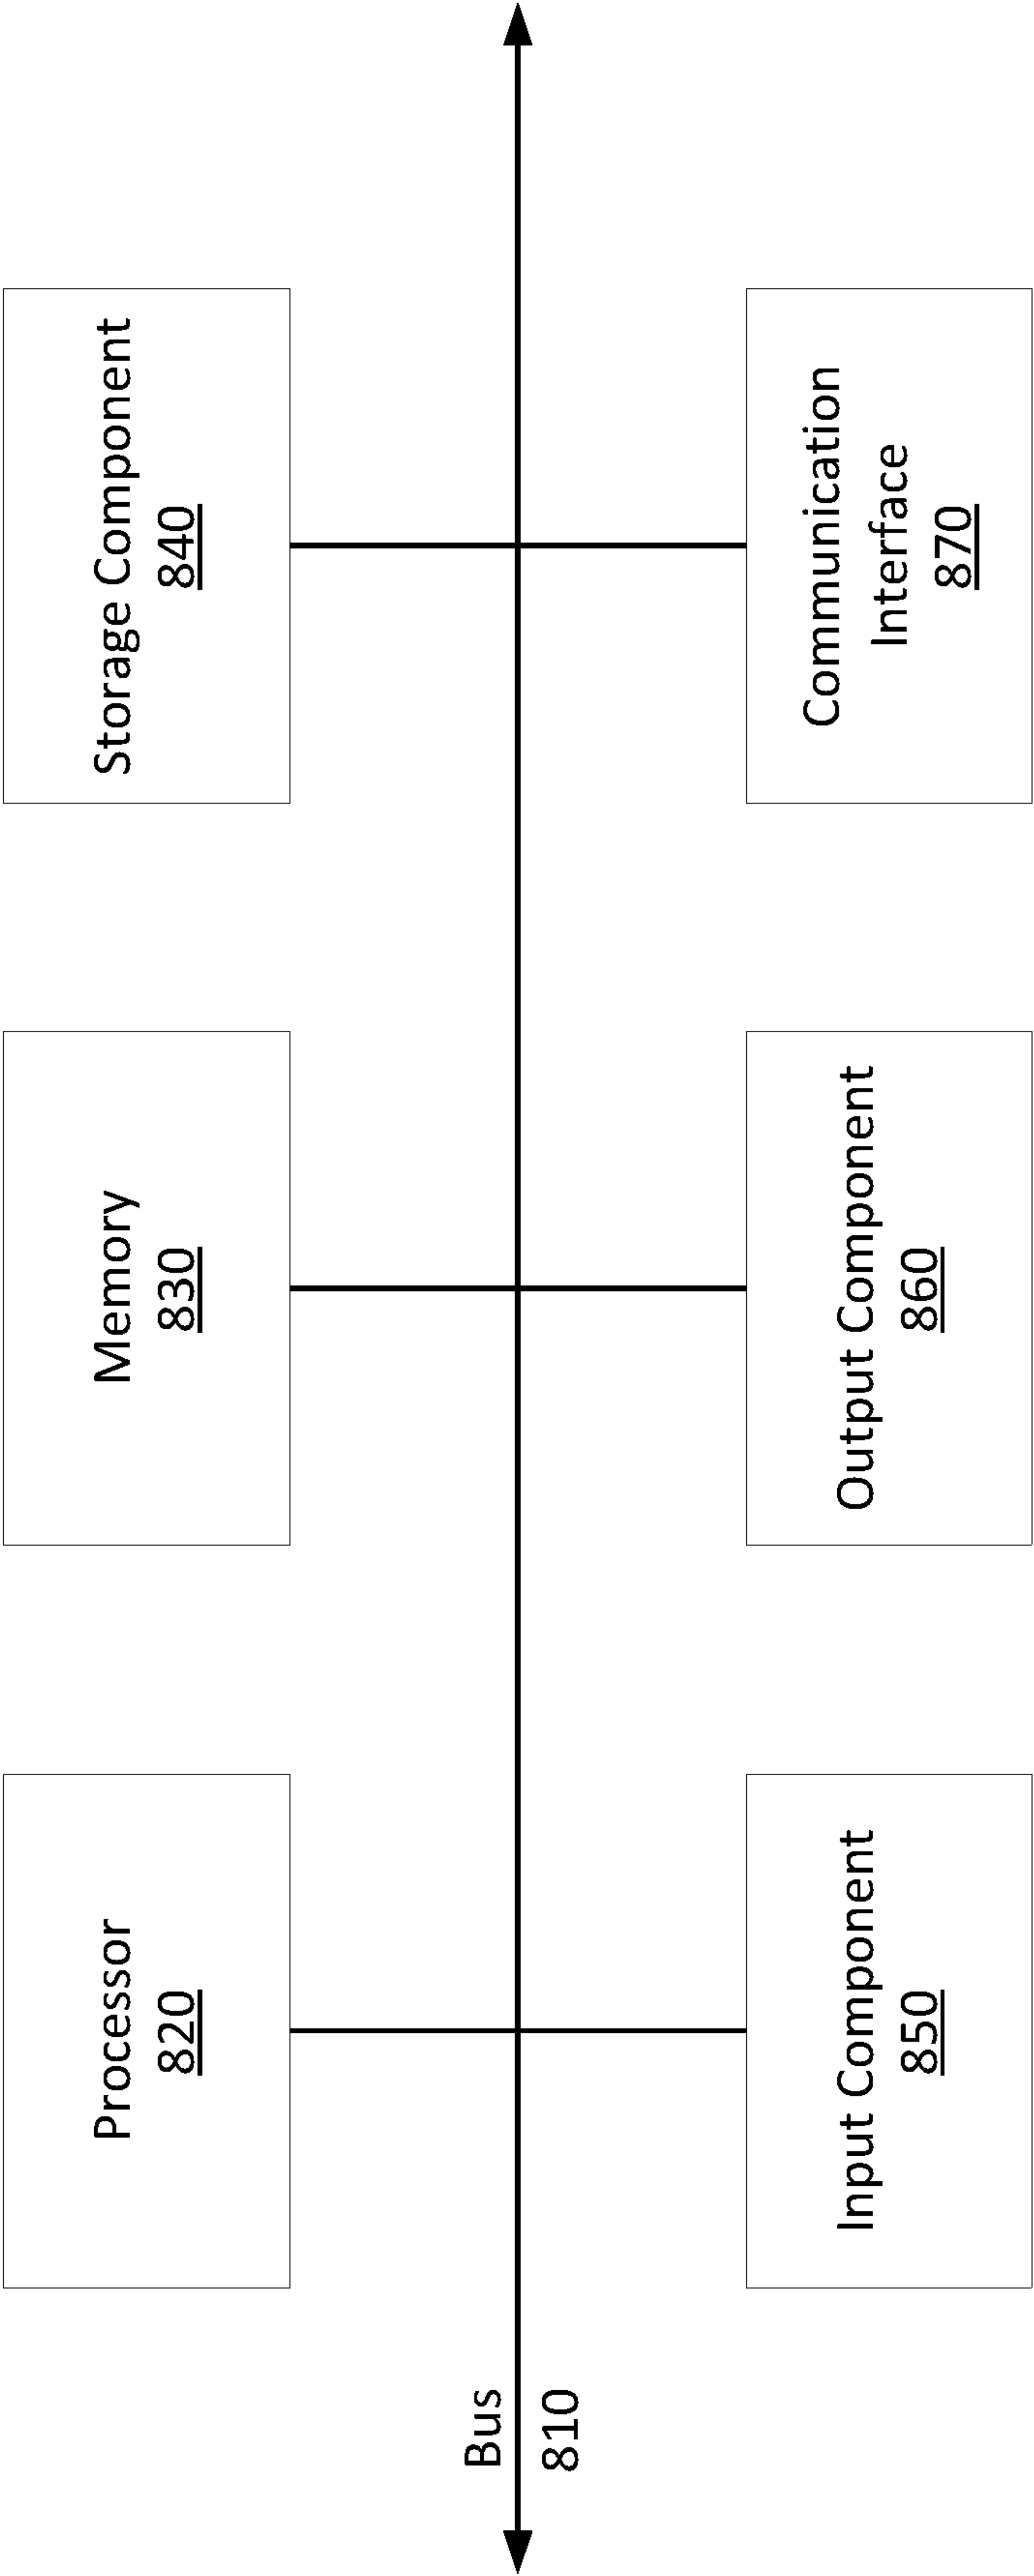 Processor
820
Memory
830
Storage Component
840
Bus
810
Input Component
850
Output Component
860
Communication
Interface
870